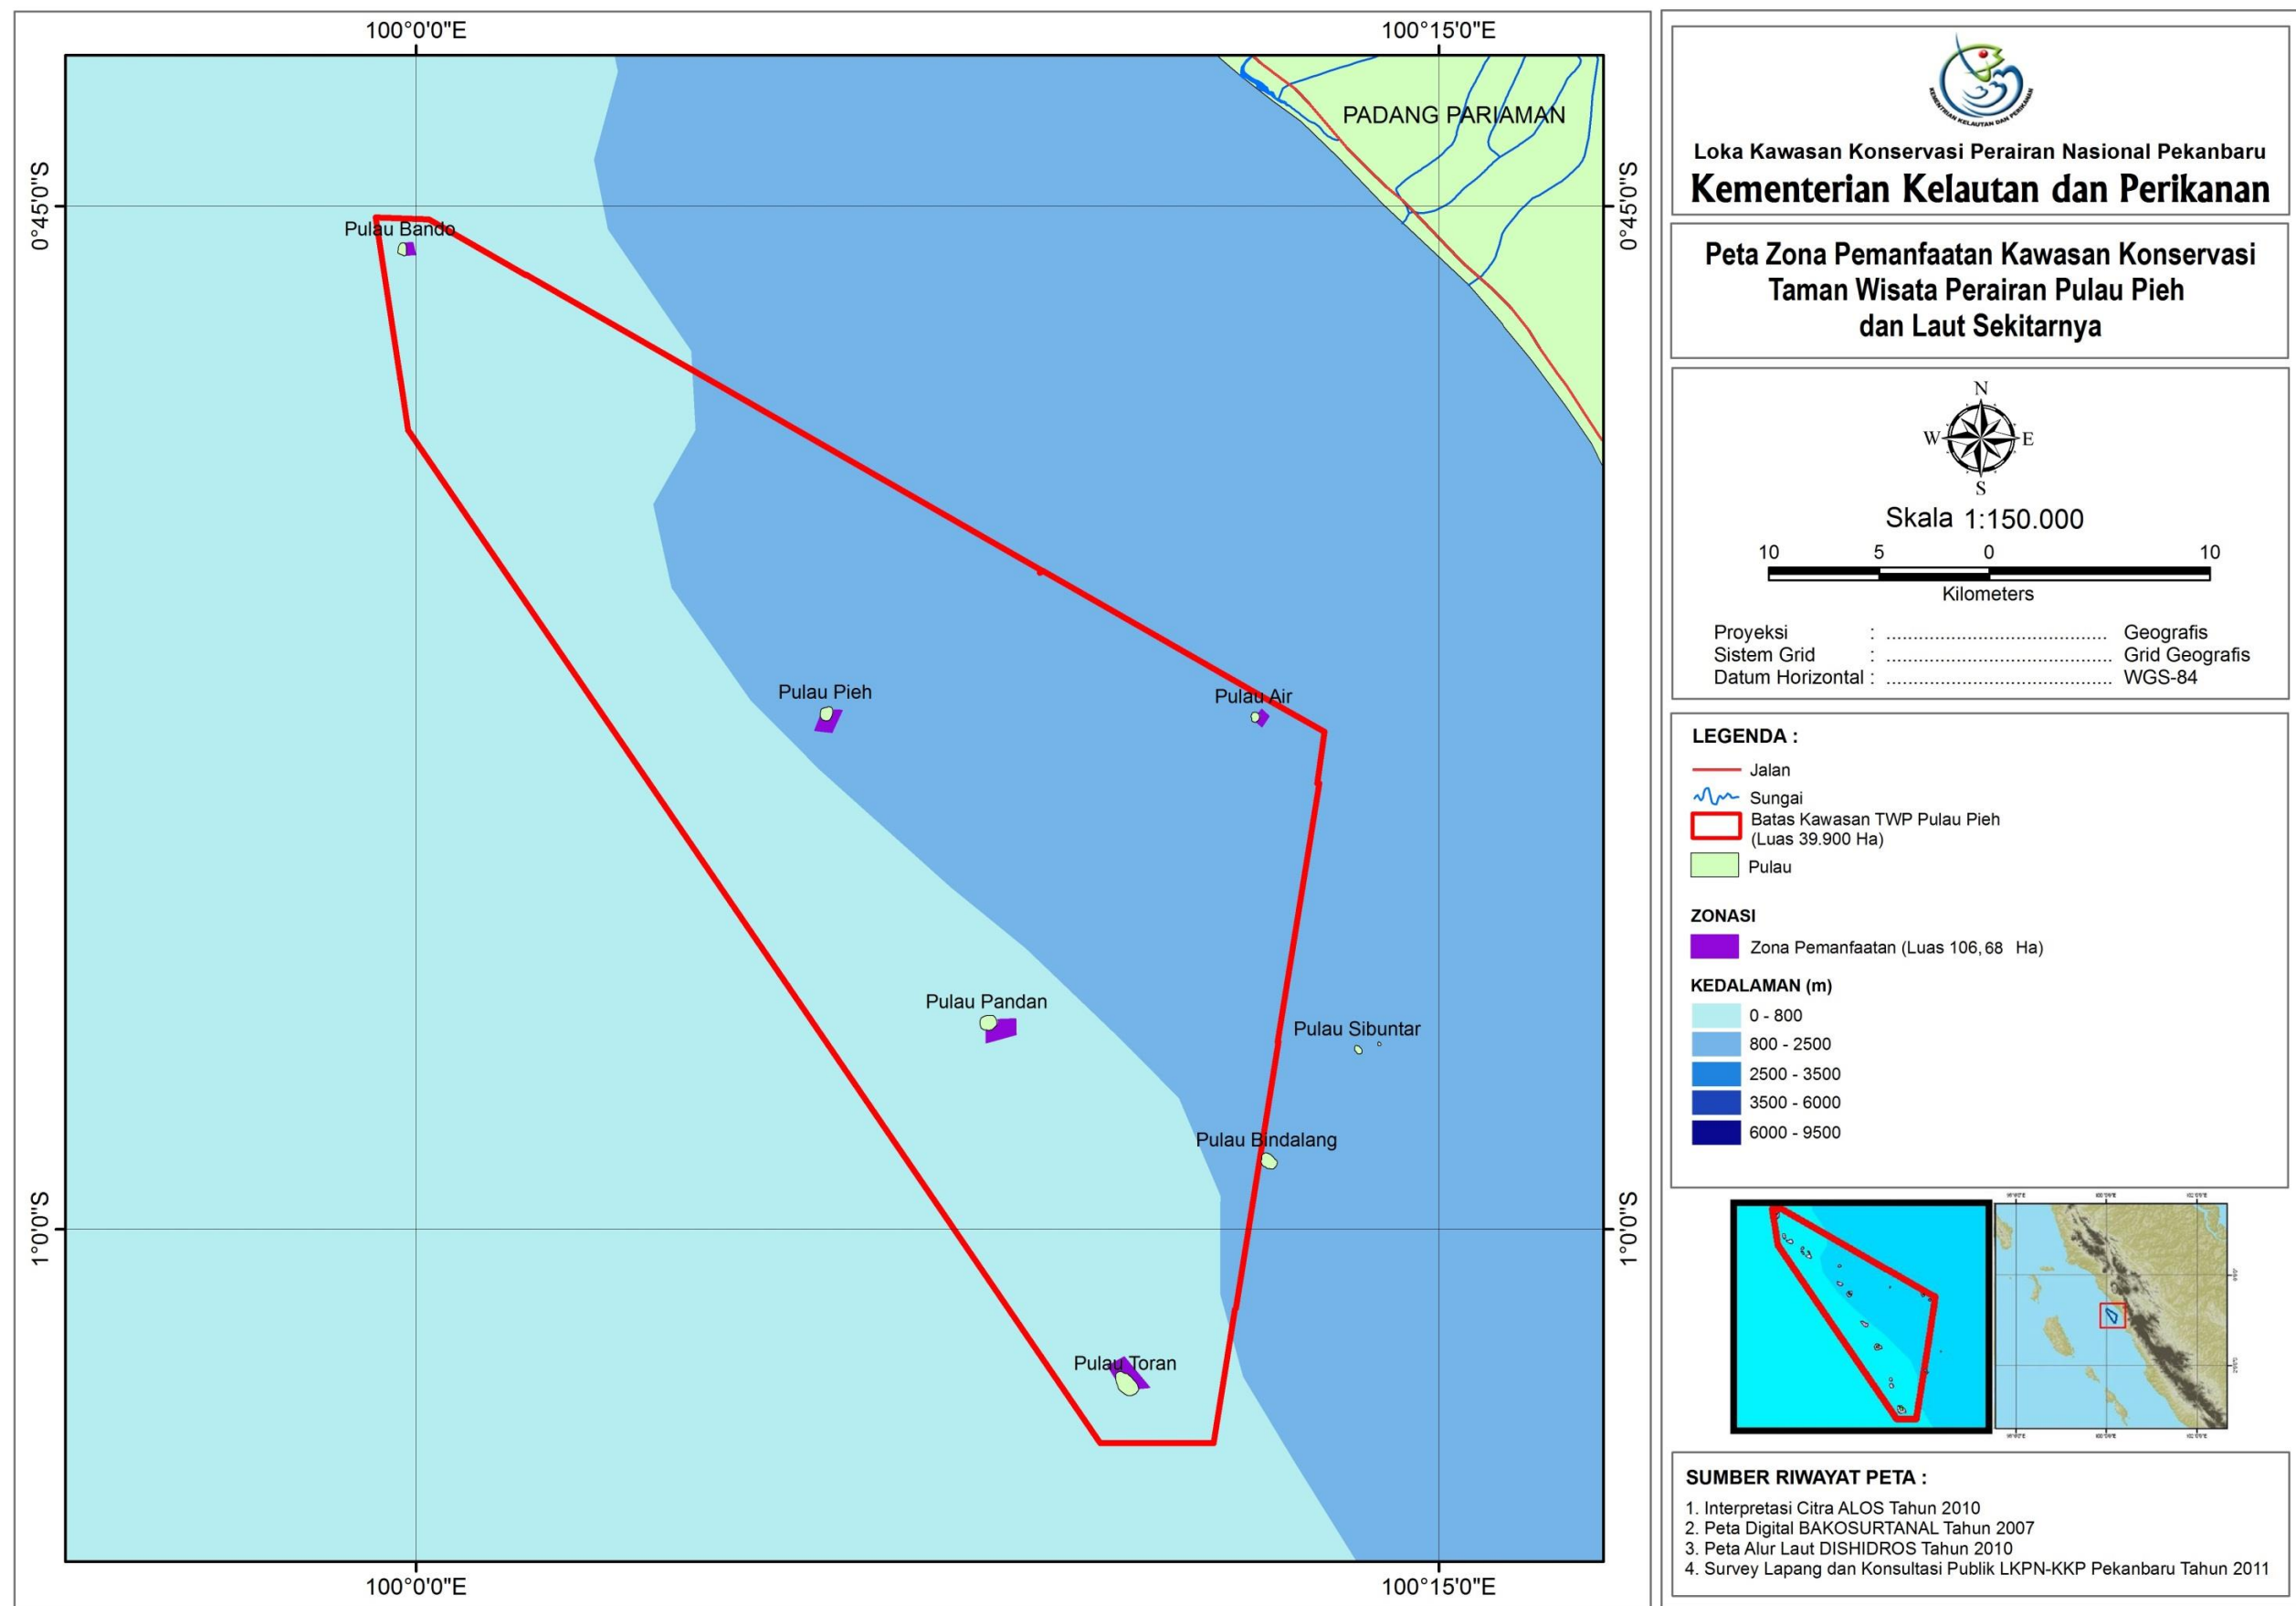 100°0'0"E
100°15'0"E
0°45'0"S
0°45'0"S
PADANG PARIAMAN
Pulau Bando
Pulau Pieh
Pulau Air
Pulau Pandan
Pulau Sibuntar
Pulau Bindalang
1°0'0"S
1°0'0"S
Pulau Toran
100°0'0"E
100°15'0"E
KEMENTRIAN KELAUTAN DAN PERIKANAN
Loka Kawasan Konservasi Perairan Nasional Pekanbaru
Kementerian Kelautan dan Perikanan
Peta Zona Pemanfaatan Kawasan Konservasi
Taman Wisata Perairan Pulau Pieh
dan Laut Sekitarnya
N
W E
S
Skala 1:150.000
10 5 0 10
Kilometers
Proyeksi : ..................................... Geografis
Sistem Grid : ...................................... Grid Geografis
Datum Horizontal : ...................................... WGS-84
LEGENDA :
Jalan
Sungai
Batas Kawasan TWP Pulau Pieh
(Luas 39.900 Ha)
Pulau
ZONASI
Zona Pemanfaatan (Luas 106,68 Ha)
KEDALAMAN (m)
0 - 800
800 - 2500
2500 - 3500
3500 - 6000
6000 - 9500
SUMBER RIWAYAT PETA :
1. Interpretasi Citra ALOS Tahun 2010
2. Peta Digital BAKOSURTANAL Tahun 2007
3. Peta Alur Laut DISHIDROS Tahun 2010
4. Survey Lapang dan Konsultasi Publik LKPN-KKP Pekanbaru Tahun 2011